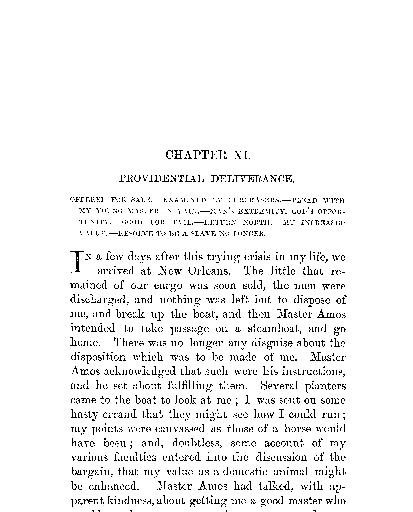 CHAPTER XI.
PROVIDENTIAL DELIVERANCE.
OFFERED FOR SALE.—EXAMINED BY PURCHASERS.—PLEAD WITH
MY YOUNG MASTER IN VAIN.—MAN'S EXTREMITY, GOD'S OPPOR-
TUNITY.—GOOD FOR EVIL.—RETURN NORTH.—MY INCREASED
VALUE.—RESOLVE TO BE A SLAVE NO LONGER.
IN a few days after this trying crisis in my life, we
arrived at New Orleans. The little that re-
mained of our cargo was soon sold, the men were
discharged, and nothing was left but to dispose of
me, and break up the boat, and then Master Amos
intended to take passage on a steamboat, and go
home. There was no longer any disguise about the
disposition which was to be made of me. Master
Amos acknowledged that such were his instructions,
and he set about fulfilling them. Several planters
came to the boat to look at me; I was sent on some
hasty errand that they might see how I could run;
my points were canvassed as those of a horse would
have been; and, doubtless, some account of my
various faculties entered into the discussion of the
bargain, that my value as a domestic animal might
be enhanced. Master Amos had talked, with ap-
parent kindness, about getting me a good master who